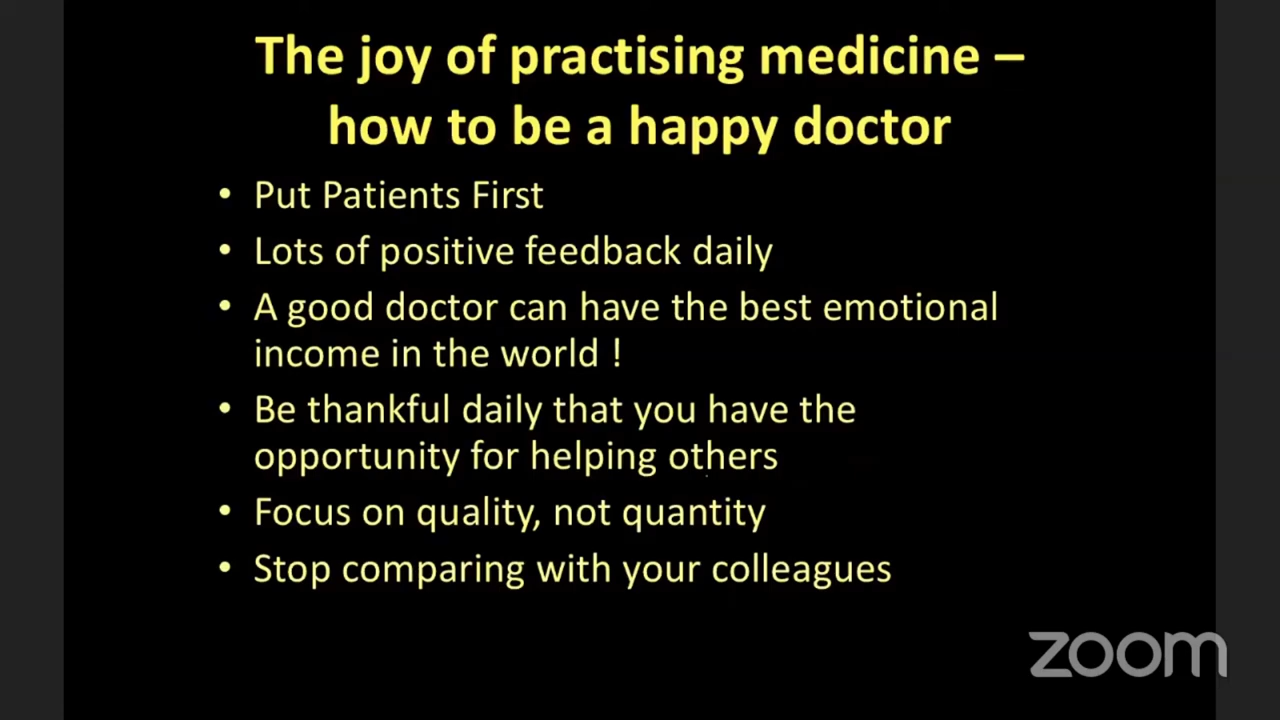 The joy of practising medicine –
how to be a happy doctor
• Put Patients First
• Lots of positive feedback daily
• A good doctor can have the best emotional
income in the world !
• Be thankful daily that you have the
opportunity for helping others
• Focus on quality, not quantity
• Stop comparing with your colleagues
zoom